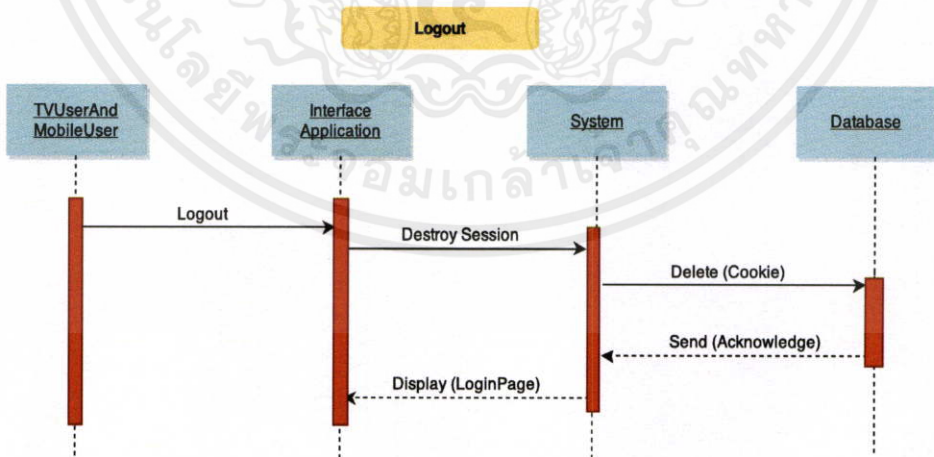 Logout
TVUserAnd
MobileUser
Interface
Application
System
Database
Logout
Destroy Session
Delete (Cookie)
Send (Acknowledge)
Display (LoginPage)